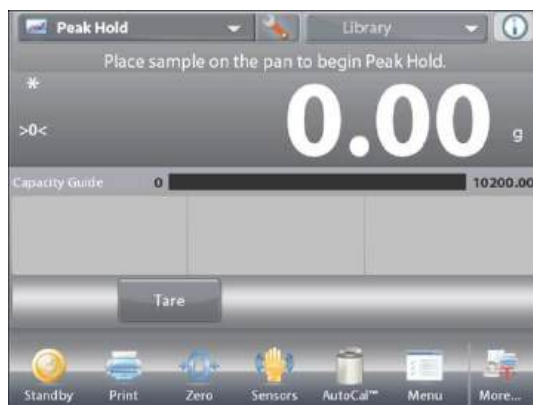 Peak Hold Library
Place sample on the pan to begin Peak Hold.
*
>0< 0.00 g
Capacity Guide 0 10200.00
Tare
Standby Print Zero Sensors AutoCal™ Menu More...